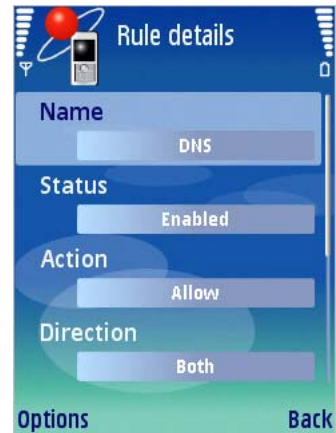 Rule details
Name
DNS
Status
Enabled
Action
Allow
Direction
Both
Options Back